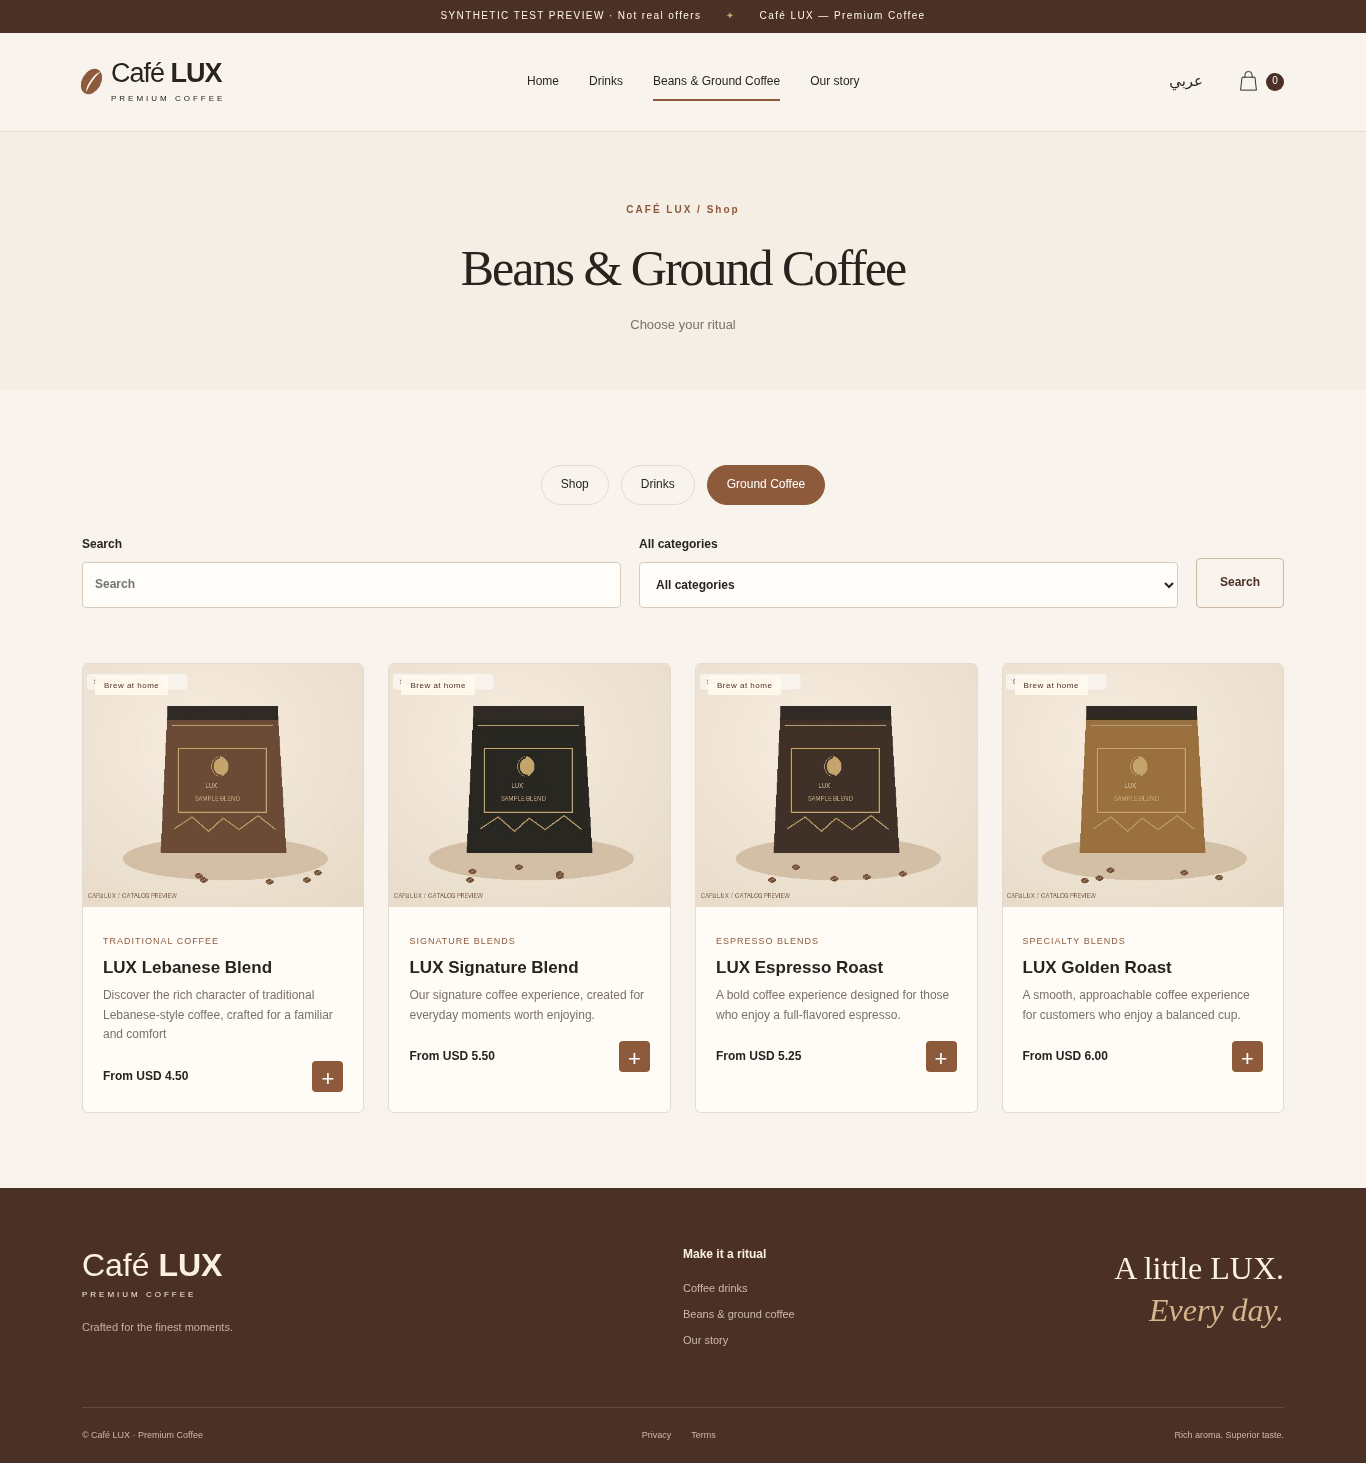 SYNTHETIC TEST PREVIEW · Not real offers ✦ Café LUX — Premium Coffee
Café LUX
PREMIUM COFFEE
Home Drinks Beans & Ground Coffee Our story
عربي
0
CAFÉ LUX / Shop
Beans & Ground Coffee
Choose your ritual
Shop Drinks Ground Coffee
Search
All categories
Search
All categories
Search
Brew at home
LUX
SAMPLE BLEND
CATALOG PREVIEW
TRADITIONAL COFFEE
LUX Lebanese Blend
Discover the rich character of traditional
Lebanese-style coffee, crafted for a familiar
and comfort
From USD 4.50
+
Brew at home
LUX
SAMPLE BLEND
CATALOG PREVIEW
SIGNATURE BLENDS
LUX Signature Blend
Our signature coffee experience, created for
everyday moments worth enjoying.
From USD 5.50
+
Brew at home
LUX
SAMPLE BLEND
CATALOG PREVIEW
ESPRESSO BLENDS
LUX Espresso Roast
A bold coffee experience designed for those
who enjoy a full-flavored espresso.
From USD 5.25
+
Brew at home
LUX
SAMPLE BLEND
CATALOG PREVIEW
SPECIALTY BLENDS
LUX Golden Roast
A smooth, approachable coffee experience
for customers who enjoy a balanced cup.
From USD 6.00
+
Café LUX
PREMIUM COFFEE
Crafted for the finest moments.
Make it a ritual
Coffee drinks
Beans & ground coffee
Our story
A little LUX.
Every day.
© Café LUX · Premium Coffee
Privacy Terms
Rich aroma. Superior taste.